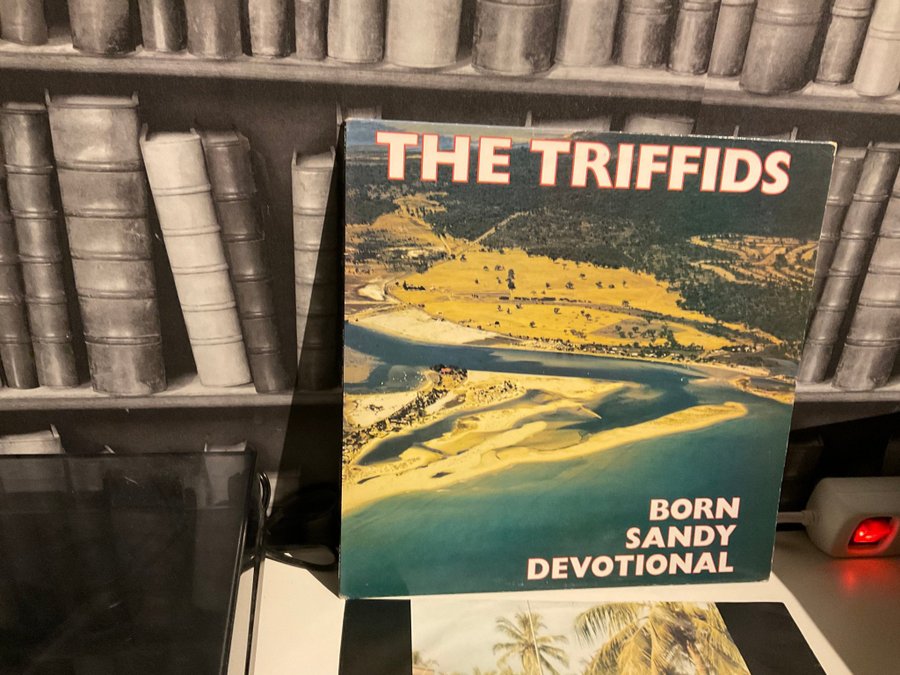 THE TRIFFIDS
BORN
SANDY
DEVOTIONAL